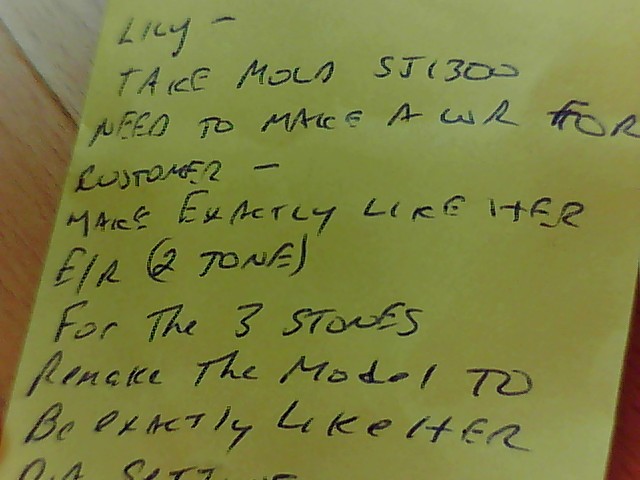 LILY -
TAKE MOLD SJ1300
NEED TO MAKE A WR FOR
CUSTOMER -
MAKE EXACTLY LIKE HER
E/R (2 TONE)
For The 3 STONES
Remake The Model TO
Be exactly LIKE HER